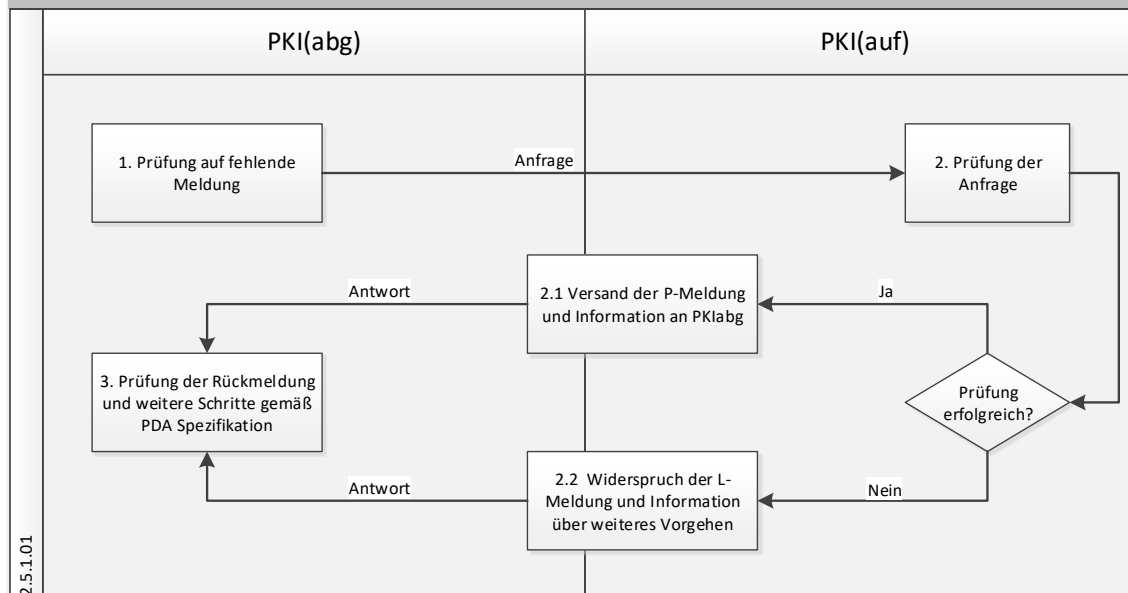 PKI(abg)
PKI(auf)
1. Prüfung auf fehlende
Meldung
Anfrage
2. Prüfung der
Anfrage
Antwort
2.1 Versand der P-Meldung
und Information an PKIabg
Ja
3. Prüfung der Rückmeldung
und weitere Schritte gemäß
PDA Spezifikation
Prüfung
erfolgreich?
Antwort
2.2 Widerspruch der L-
Meldung und Information
über weiteres Vorgehen
Nein
2.5.1.01